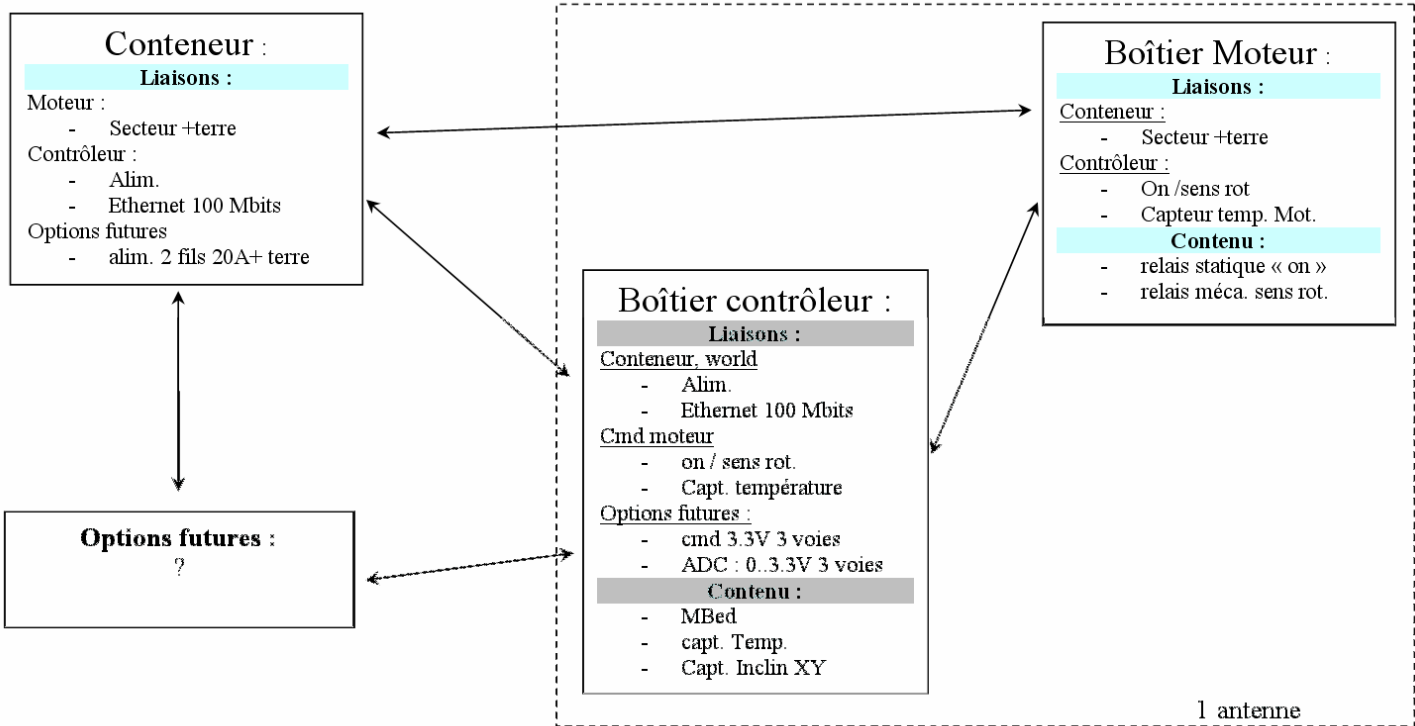 Conteneur :
Liaisons :
Moteur :
- Secteur +terre
Contrôleur :
- Alim.
- Ethernet 100 Mbits
Options futures
- alim. 2 fils 20A+ terre
Boîtier Moteur :
Liaisons :
Conteneur :
- Secteur +terre
Contrôleur :
- On /sens rot
- Capteur temp. Mot.
Contenu :
- relais statique « on »
- relais méca. sens rot.
Boîtier contrôleur :
Liaisons :
Conteneur, world
- Alim.
- Ethernet 100 Mbits
Cmd moteur
- on / sens rot.
- Capt. température
Options futures :
- cmd 3.3V 3 voies
- ADC : 0..3.3V 3 voies
Contenu :
- MBed
- capt. Temp.
- Capt. Inclin XY
Options futures :
?
1 antenne